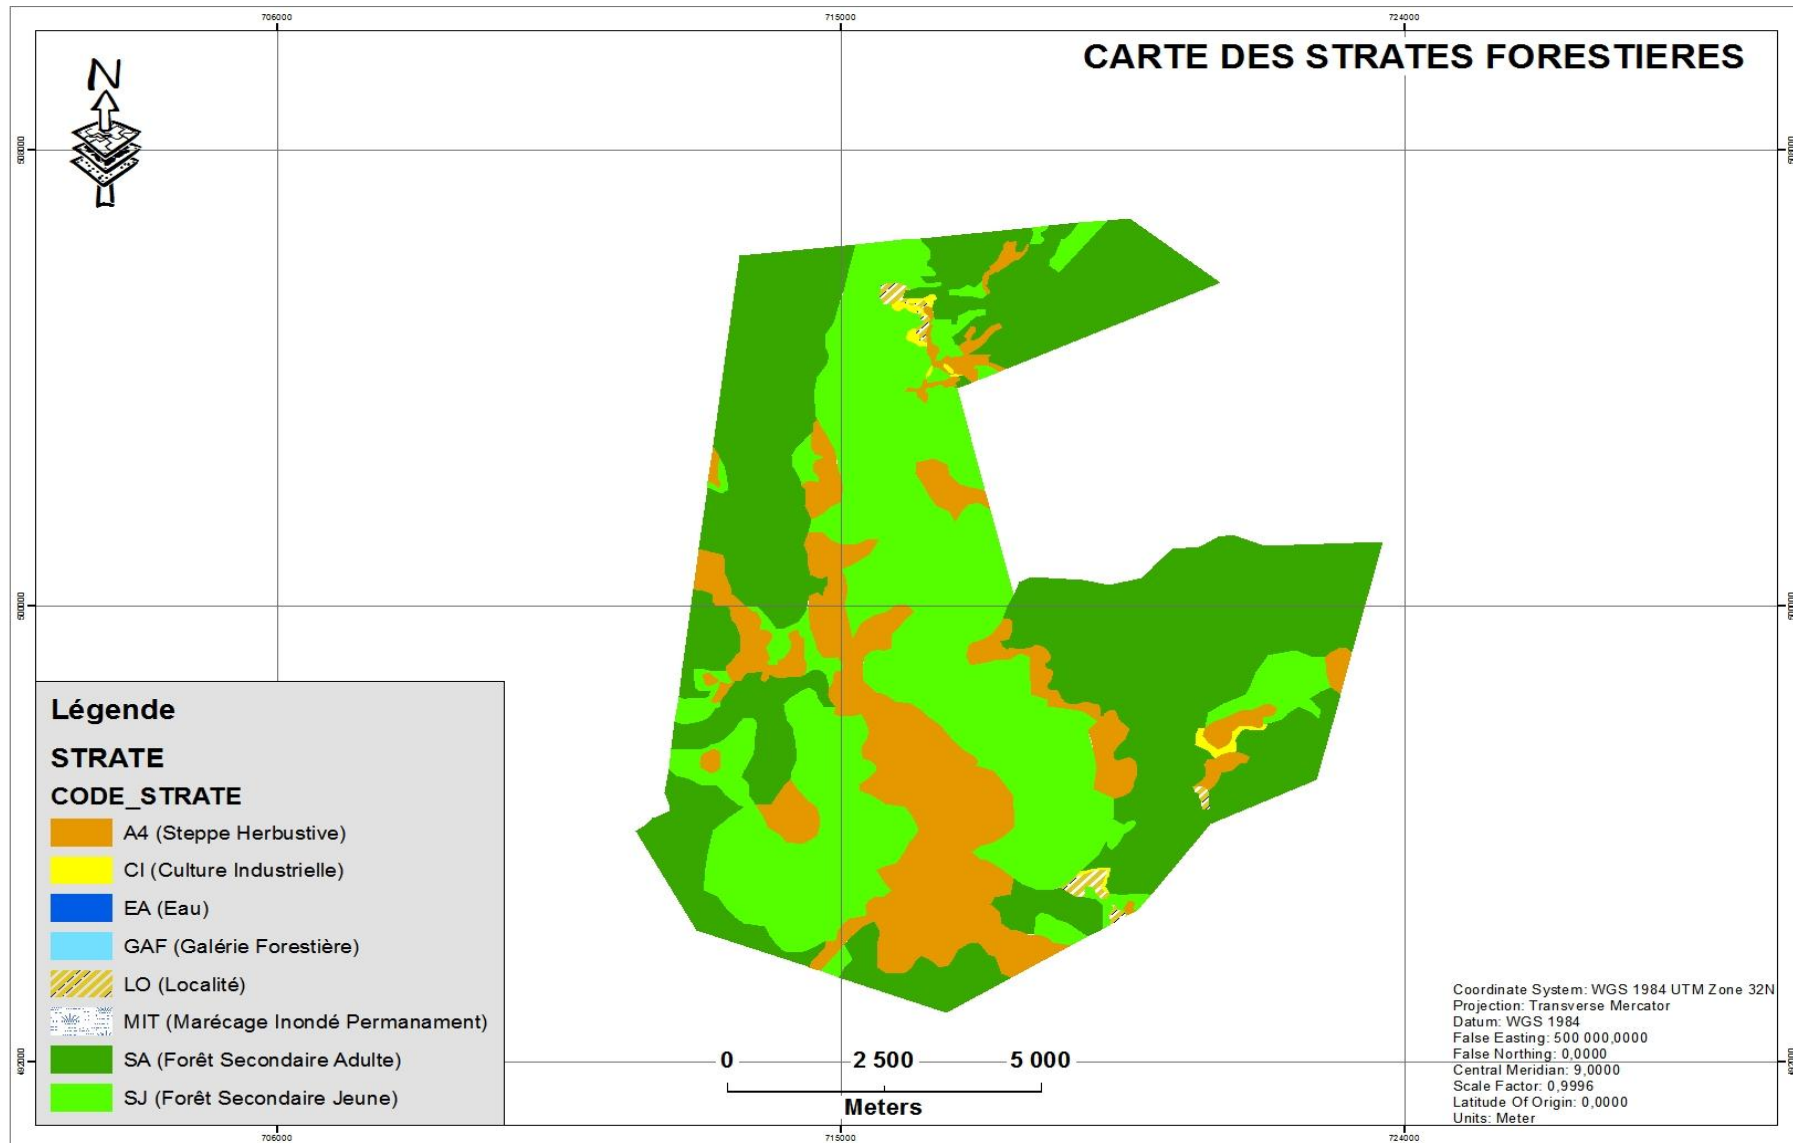 706000 715000 724000
CARTE DES STRATES FORESTIERES
N
600000 600000
Légende
STRATE
CODE_STRATE
A4 (Steppe Herbustive)
CI (Culture Industrielle)
EA (Eau)
GAF (Galérie Forestière)
LO (Localité)
MIT (Marécage Inondé Permanament)
SA (Forêt Secondaire Adulte)
SJ (Forêt Secondaire Jeune)
0 2 500 5 000
Meters
Coordinate System: WGS 1984 UTM Zone 32N
Projection: Transverse Mercator
Datum: WGS 1984
False Easting: 500 000,0000
False Northing: 0,0000
Central Meridian: 9,0000
Scale Factor: 0,9996
Latitude Of Origin: 0,0000
Units: Meter
706000 715000 724000